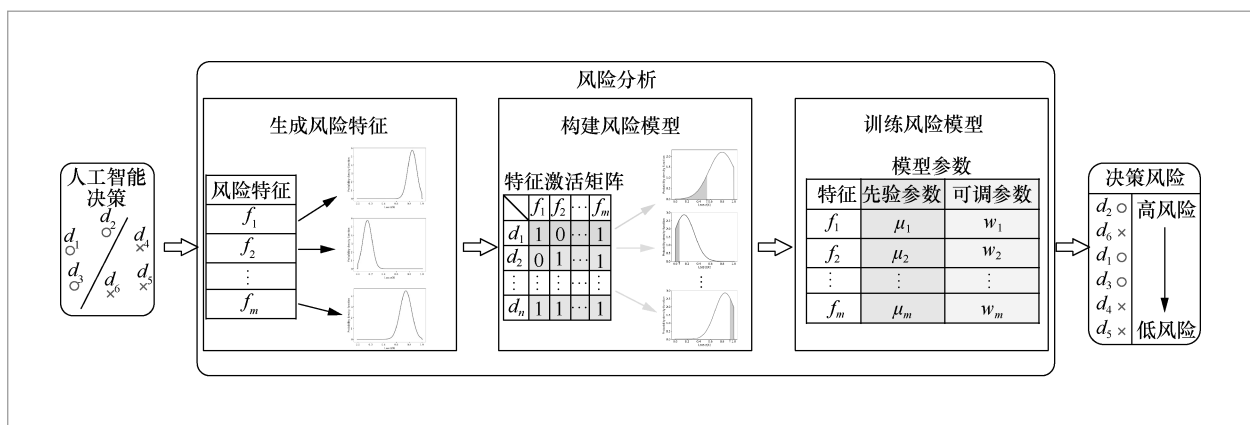 风险分析
生成风险特征
构建风险模型
训练风险模型
人工智能
决策
d2
d1
d4
d3
d6
d5
风险特征
f1
f2
⋮
fm
特征激活矩阵
f1 f2 ⋯ fm
d1 1 0 ⋯ 1
d2 0 1 ⋯ 1
⋮ ⋮ ⋮ ⋮ ⋮
dn 1 1 ⋯ 1
⋮
模型参数
特征 先验参数 可调参数
f1 μ1 w1
f2 μ2 w2
⋮ ⋮ ⋮
fm μm wm
决策风险
d2 高风险
d6
d1
d3
d4
d5 低风险